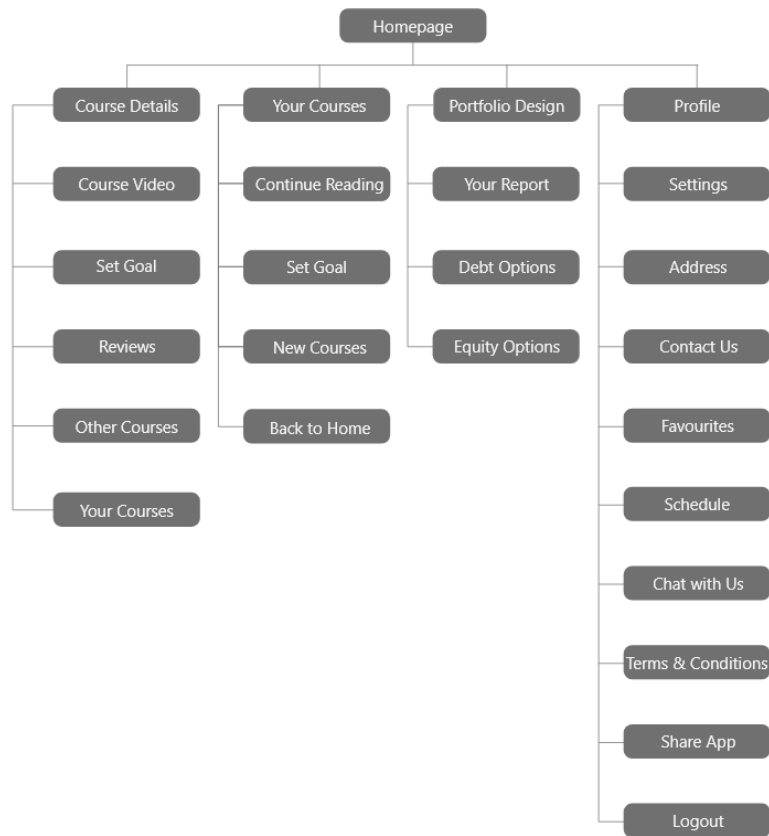 Homepage
Course Details
Your Courses
Portfolio Design
Profile
Course Video
Continue Reading
Your Report
Settings
Set Goal
Set Goal
Debt Options
Address
Reviews
New Courses
Equity Options
Contact Us
Other Courses
Back to Home
Favourites
Your Courses
Schedule
Chat with Us
Terms & Conditions
Share App
Logout